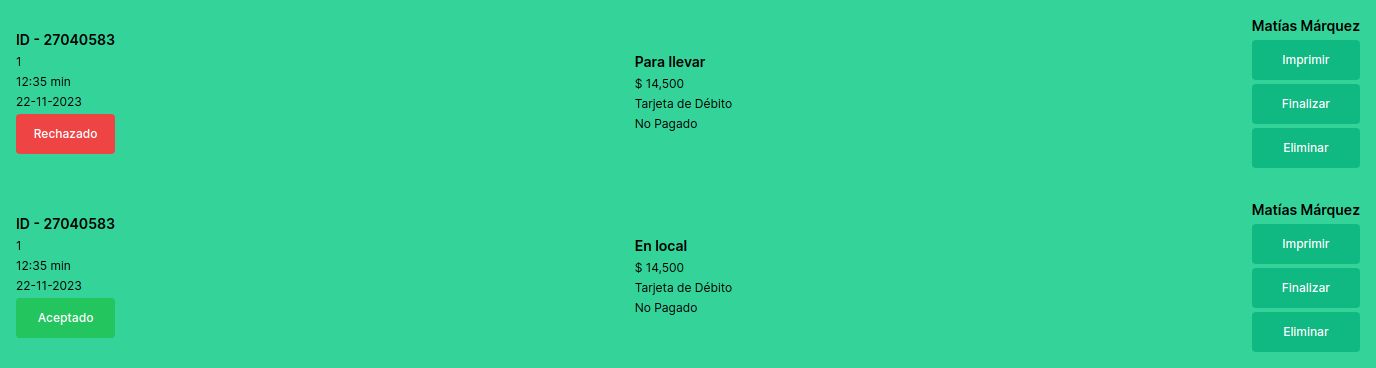 ID - 27040583
1
12:35 min
22-11-2023
Rechazado
Para llevar
$ 14,500
Tarjeta de Débito
No Pagado
Matías Márquez
Imprimir
Finalizar
Eliminar
ID - 27040583
1
12:35 min
22-11-2023
Aceptado
En local
$ 14,500
Tarjeta de Débito
No Pagado
Matías Márquez
Imprimir
Finalizar
Eliminar